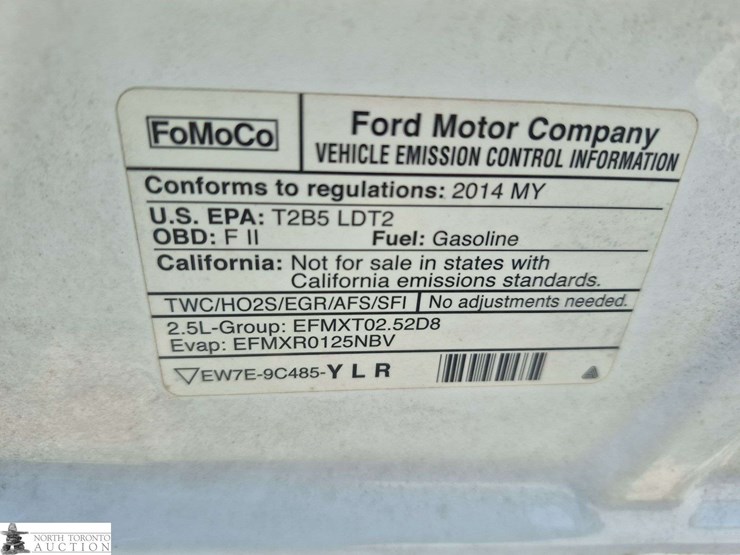 FoMoCo
Ford Motor Company
VEHICLE EMISSION CONTROL INFORMATION
Conforms to regulations: 2014 MY
U.S. EPA: T2B5 LDT2
OBD: F II Fuel: Gasoline
California: Not for sale in states with
California emissions standards.
TWC/HO2S/EGR/AFS/SFI No adjustments needed.
2.5L-Group: EFMXT02.52D8
Evap: EFMXR0125NBV
EW7E-9C485-YLR
NORTH TORONTO
AUCTION